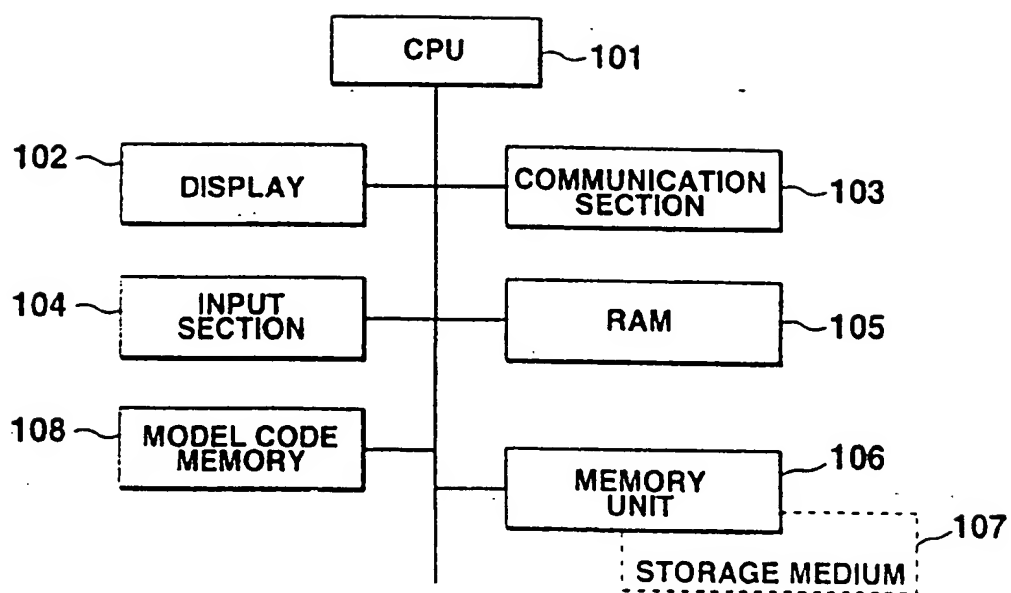 CPU
101
102
DISPLAY
COMMUNICATION
SECTION
103
104
INPUT
SECTION
RAM
105
108
MODEL CODE
MEMORY
MEMORY
UNIT
106
107
STORAGE MEDIUM